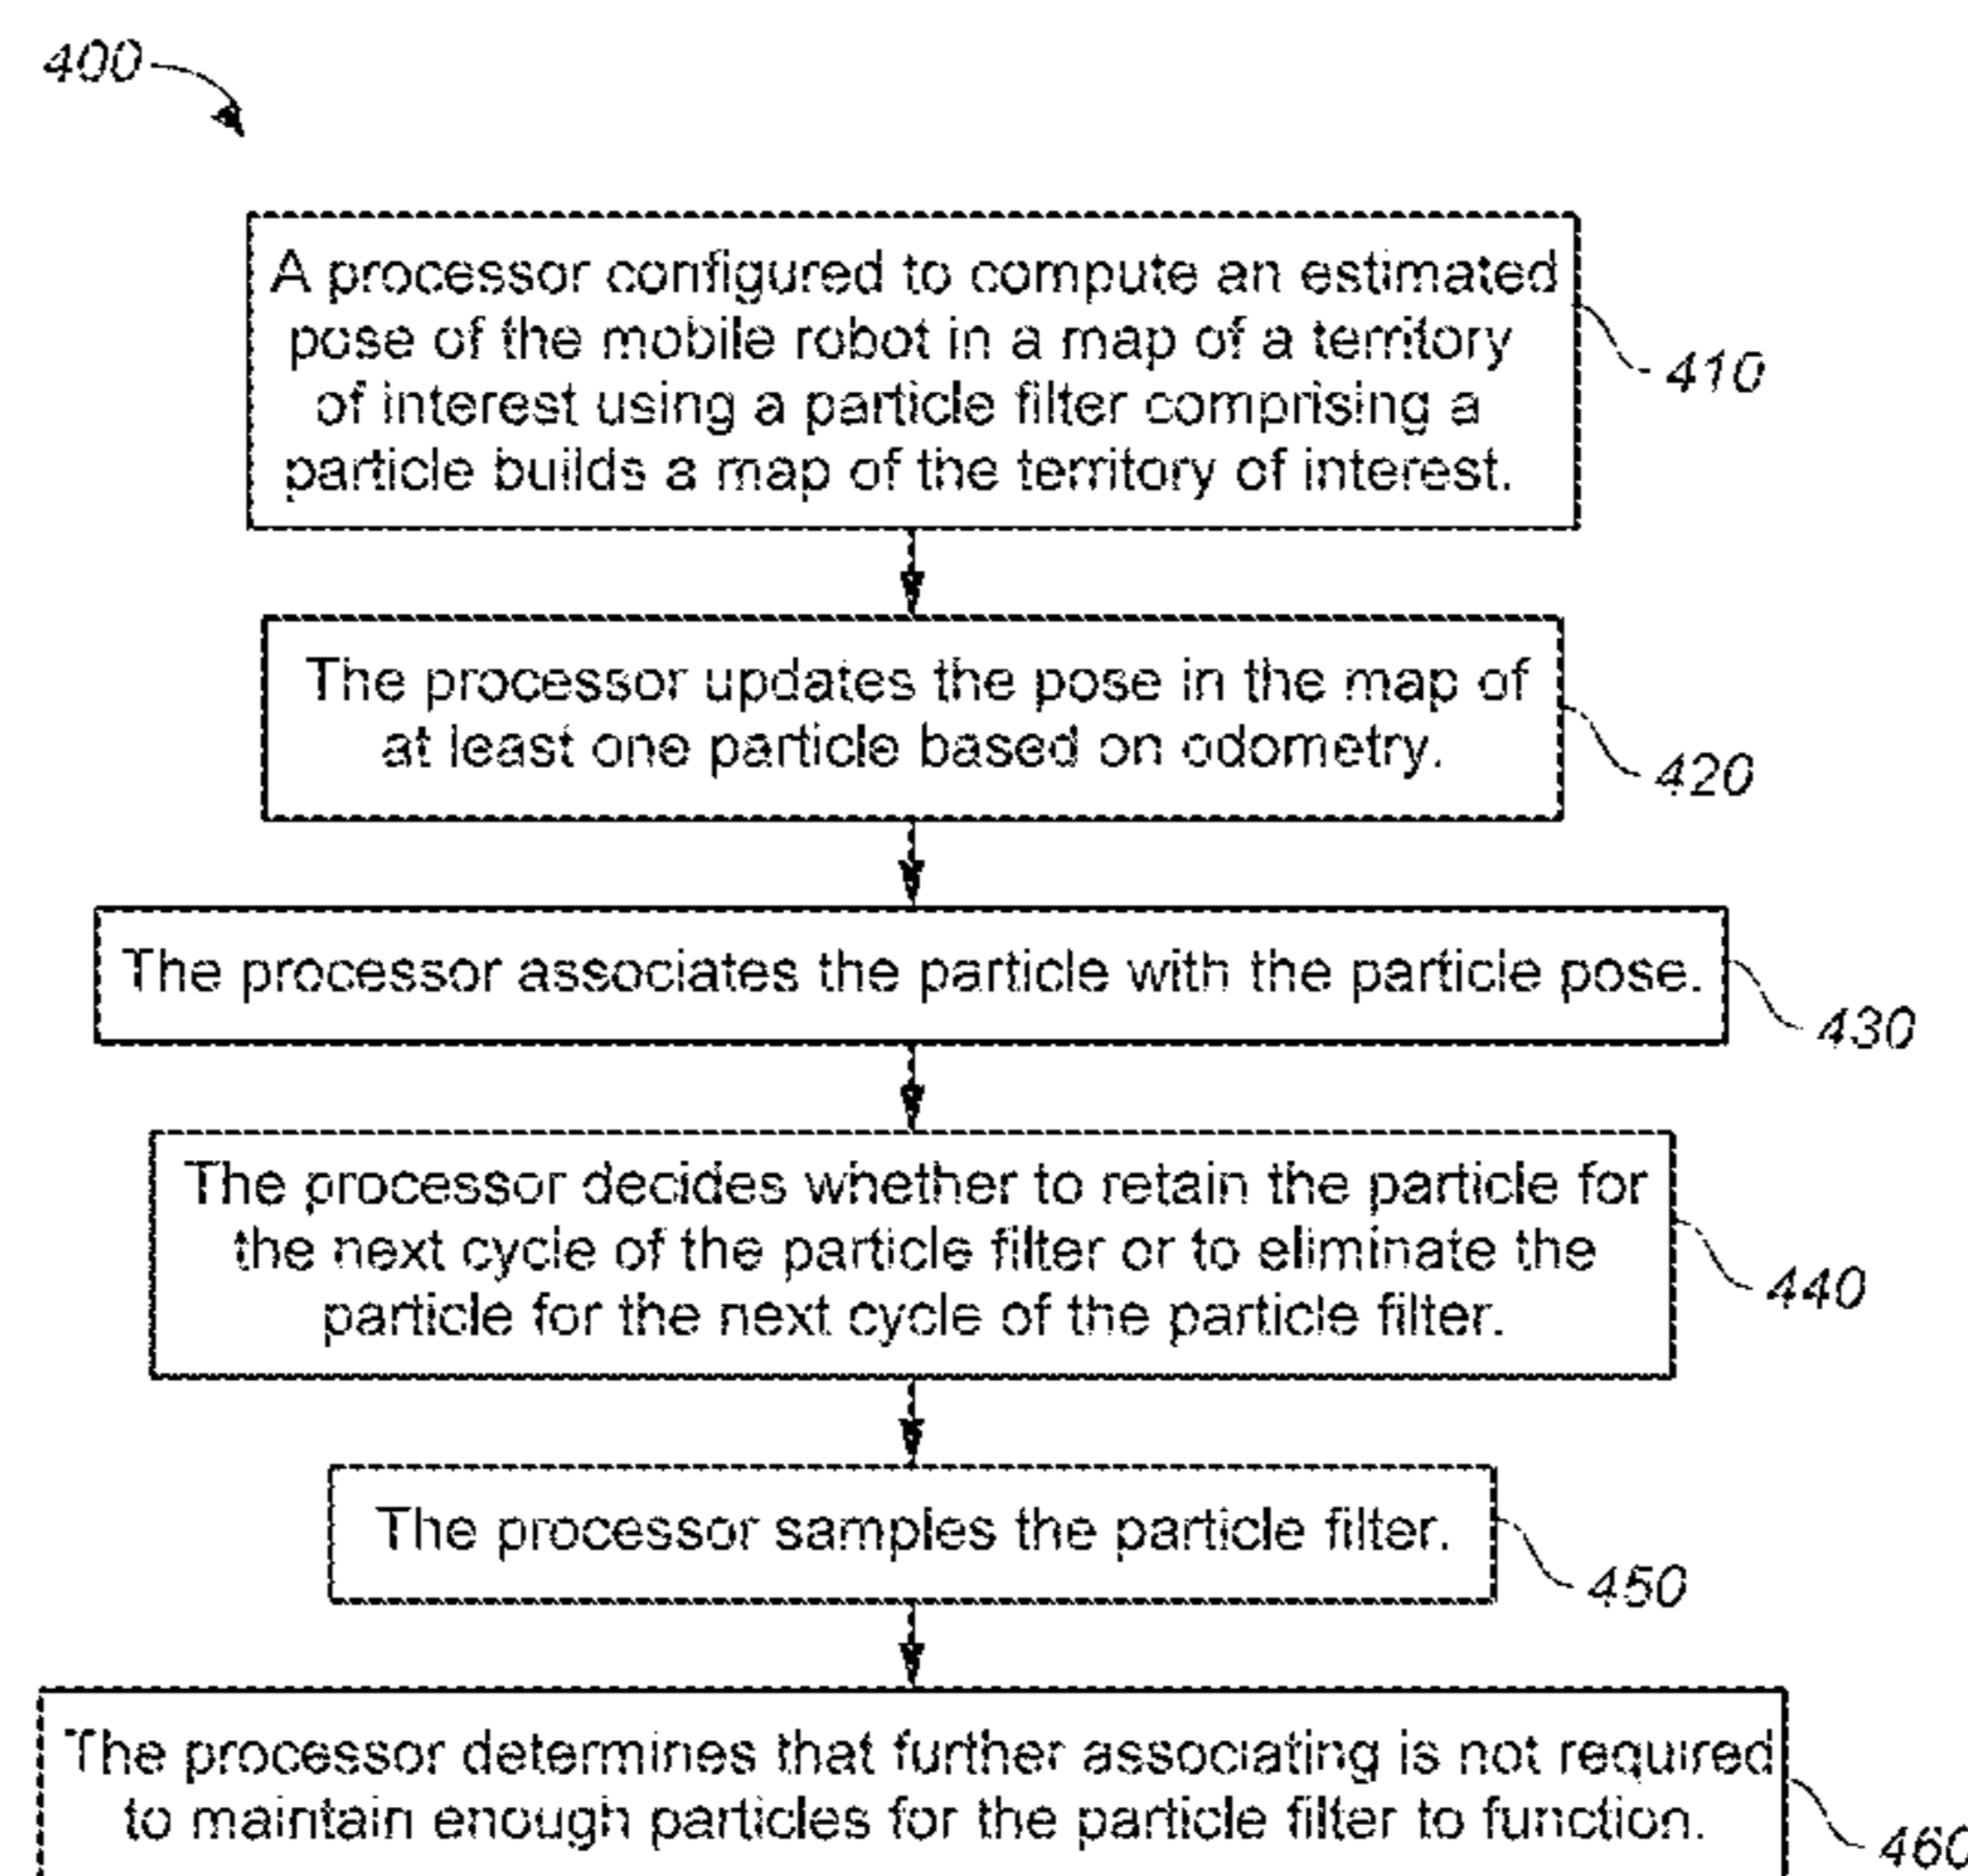 400
A processor configured to compute an estimated
pose of the mobile robot in a map of a territory
of interest using a particle filter comprising a
particle builds a map of the territory of interest.
410
The processor updates the pose in the map of
at least one particle based on odometry.
420
The processor associates the particle with the particle pose.
430
The processor decides whether to retain the particle for
the next cycle of the particle filter or to eliminate the
particle for the next cycle of the particle filter.
440
The processor samples the particle filter.
450
The processor determines that further associating is not required
to maintain enough particles for the particle filter to function.
460